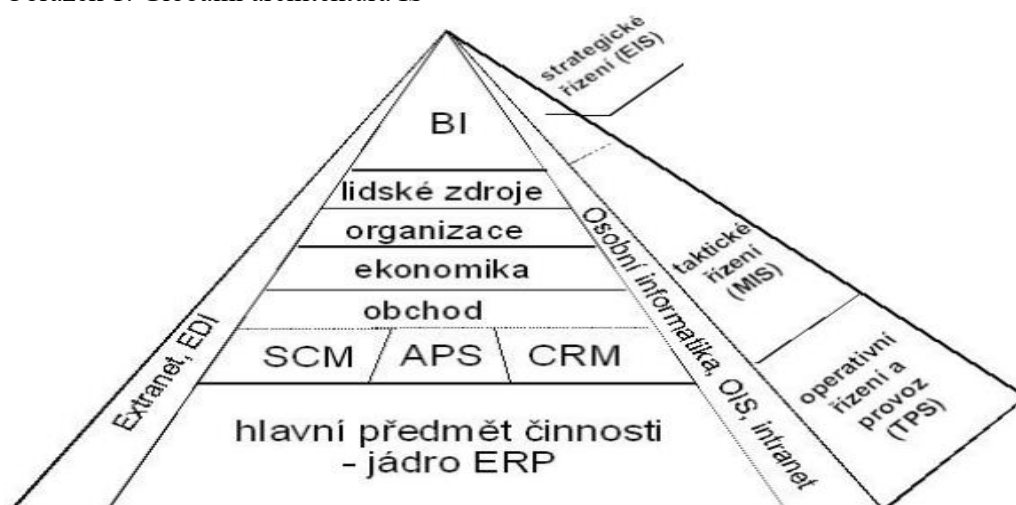 strategické
řízení (EIS)
BI
lidské zdroje
organizace
ekonomika
obchod
SCM APS CRM
hlavní předmět činnosti
- jádro ERP
Extranet, EDI
Osobní informatika, OIS, intranet
taktické
řízení
(MIS)
operativní
řízení a
provoz
(TPS)